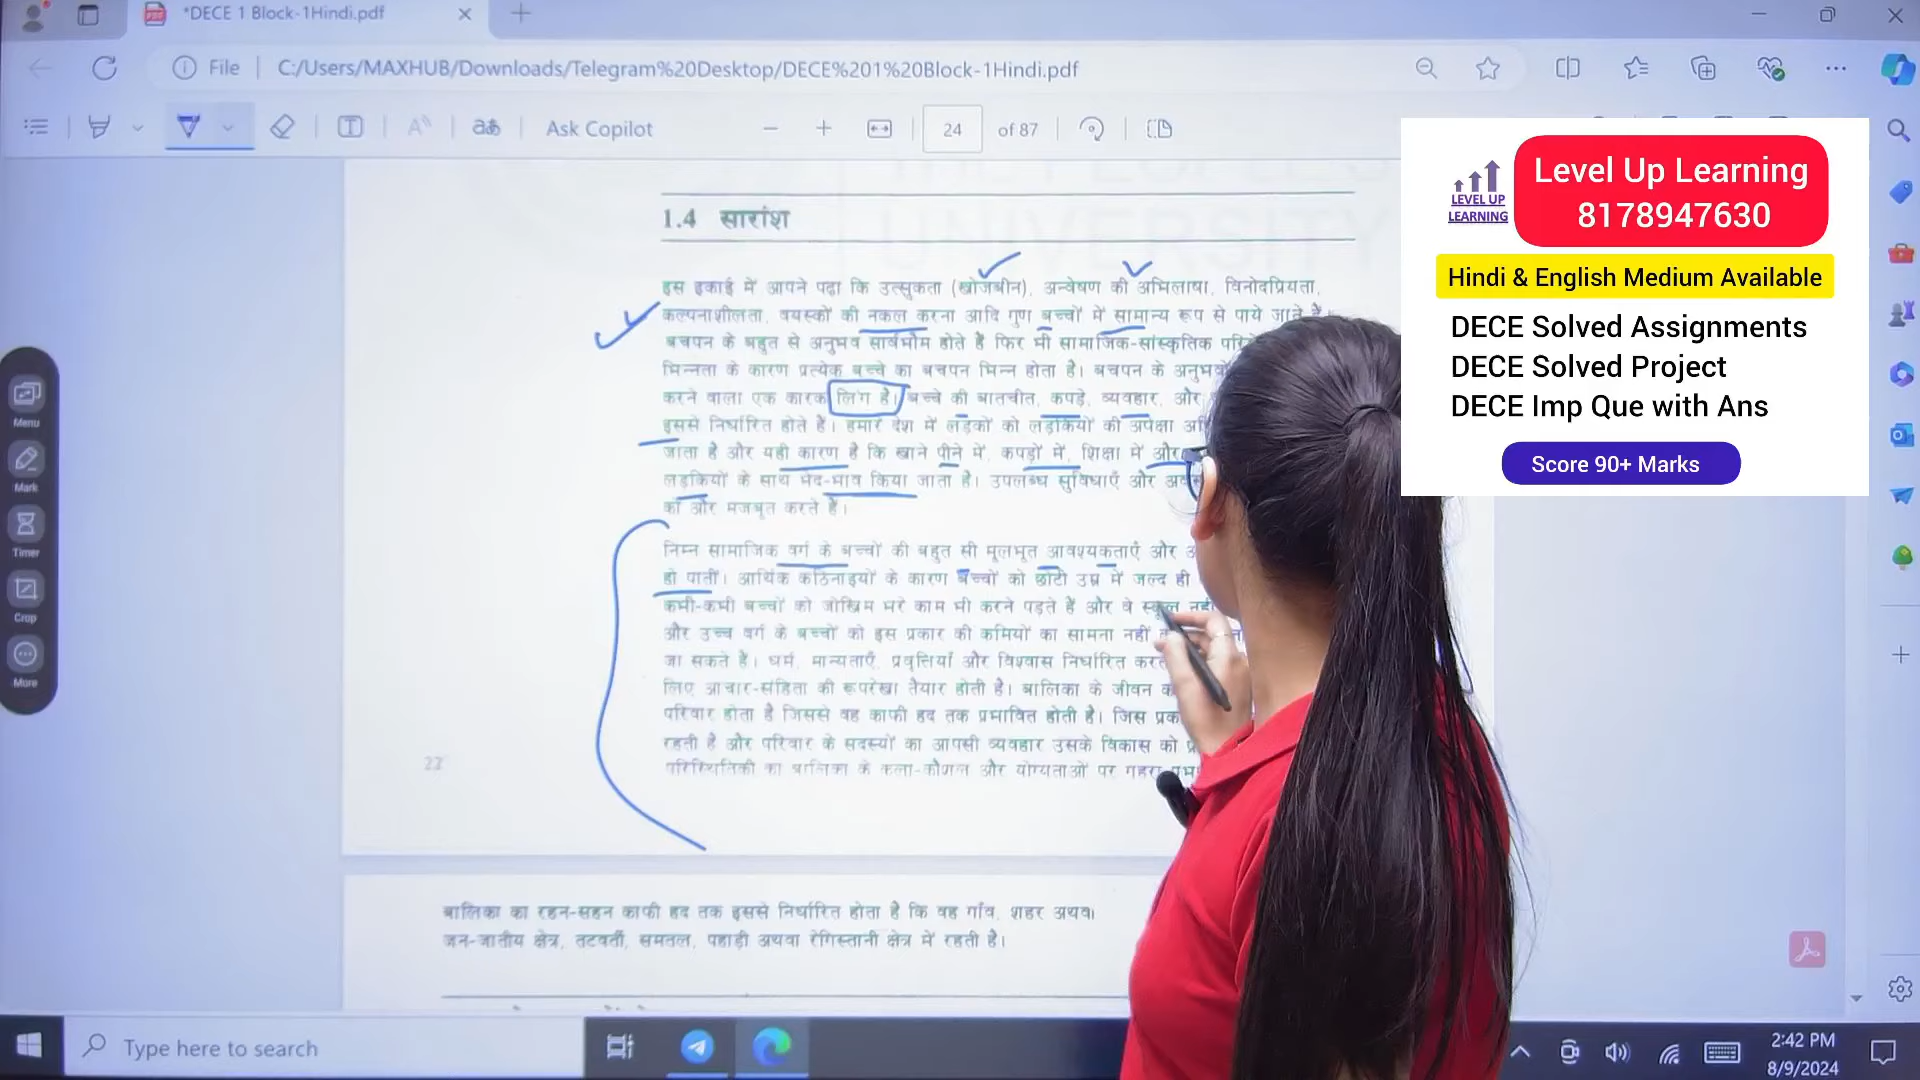 *DECE 1 Block-1Hindi.pdf
File
C:/Users/MAXHUB/Downloads/Telegram%20Desktop/DECE%201%20Block-1Hindi.pdf
Ask Copilot
24 of 87
1.4 सारांश
इस इकाई में आपने पढ़ा कि उत्सुकता (खोजबीन), अन्वेषण की अभिलाषा, विनोदप्रियता,
कल्पनाशीलता, वयस्कों की नकल करना आदि गुण बच्चों में सामान्य रूप से पाये जाते हैं।
बचपन के बहुत से अनुभव सार्वभौम होते हैं फिर भी सामाजिक-सांस्कृतिक
भिन्नता के कारण प्रत्येक बच्चे का बचपन भिन्न होता है। बचपन के
करने वाला एक कारक लिंग है। बच्चे की बातचीत, कपड़े, व्यवहार, और
इससे निर्धारित होते हैं। हमारे देश में लड़कों को लड़कियों की अपेक्षा
जाता है और यही कारण है कि खाने पीने में, कपड़ों में, शिक्षा में और
लड़कियों के साथ भेद-भाव किया जाता है। उपलब्ध सुविधाएँ और
को और मजबूत करते हैं।
निम्न सामाजिक वर्ग के बच्चों की बहुत सी मूलभूत आवश्यकताएँ और
हो पातीं। आर्थिक कठिनाइयों के कारण बच्चों को छोटी उम्र में जल्द ही
कभी-कभी बच्चों को जोखिम भरे काम भी करने पड़ते हैं और वे स्कूल नहीं
और उच्च वर्ग के बच्चों को इस प्रकार की कमियों का सामना नहीं
जा सकते हैं। धर्म, मान्यताएँ, प्रवृत्तियाँ और विश्वास निर्धारित
लिए आचार-संहिता की रूपरेखा तैयार होती है। बालिका के जीवन
परिवार होता है जिससे वह काफी हद तक प्रभावित होती है। जिस
रहती है और परिवार के सदस्यों का आपसी व्यवहार उसके विकास को
परिस्थितिकी का बालिका के कला-कौशल और योग्यताओं पर गहरा
22
बालिका का रहन-सहन काफी हद तक इससे निर्धारित होता है कि वह गाँव, शहर अथवा
जन-जातीय क्षेत्र, तटवर्ती, समतल, पहाड़ी अथवा रेगिस्तानी क्षेत्र में रहती है।
Menu
Mark
Timer
Crop
More
LEVEL UP
LEARNING
Level Up Learning
8178947630
Hindi & English Medium Available
DECE Solved Assignments
DECE Solved Project
DECE Imp Que with Ans
Score 90+ Marks
Type here to search
2:42 PM
8/9/2024